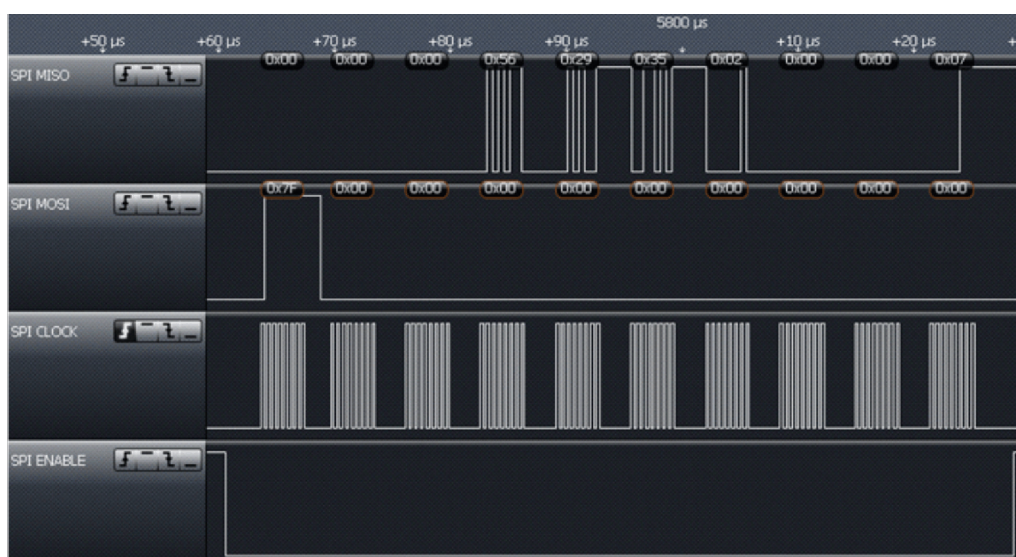 5800 µs
+50 µs +60 µs +70 µs +80 µs +90 µs +10 µs +20 µs +
SPI MISO 0x00 0x00 0x00 0x56 0x29 0x35 0x02 0x00 0x00 0x07
SPI MOSI 0x7F 0x00 0x00 0x00 0x00 0x00 0x00 0x00 0x00 0x00
SPI CLOCK
SPI ENABLE